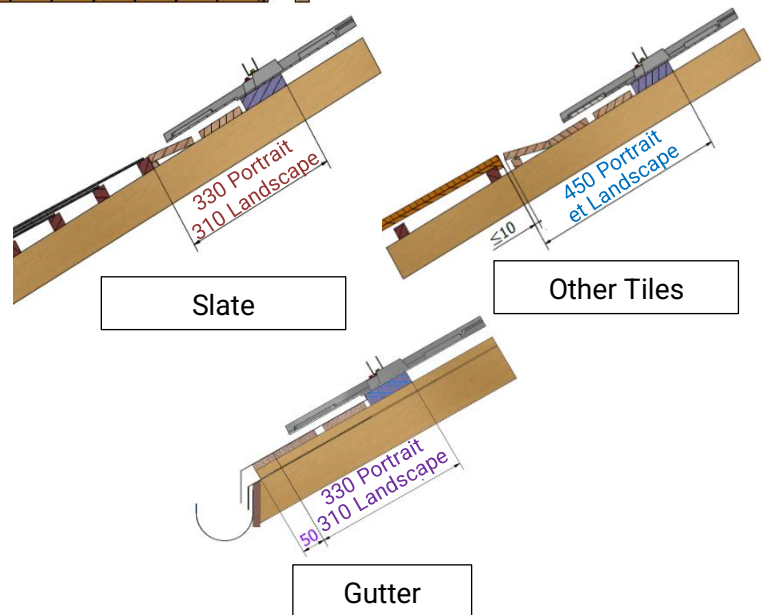 330 Portrait
310 Landscape
Slate
450 Portrait
et Landscape
≤10
Other Tiles
330 Portrait
310 Landscape
50
Gutter